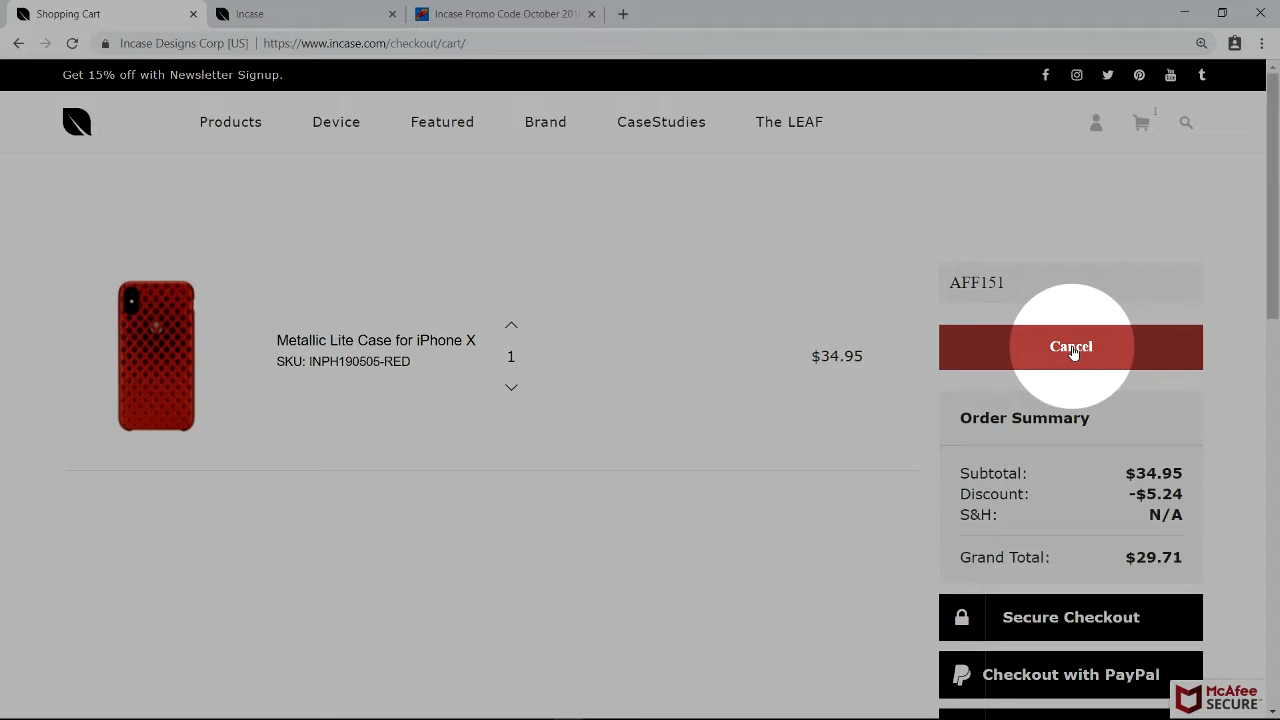 Shopping Cart
Incase
Incase Promo Code October 201
Incase Designs Corp [US] https://www.incase.com/checkout/cart/
Get 15% off with Newsletter Signup.
Products Device Featured Brand CaseStudies The LEAF
1
AFF151
Metallic Lite Case for iPhone X
SKU: INPH190505-RED
1
$34.95
Cancel
Order Summary
Subtotal: $34.95
Discount: -$5.24
S&H: N/A
Grand Total: $29.71
Secure Checkout
Checkout with PayPal
McAfee
SECURE